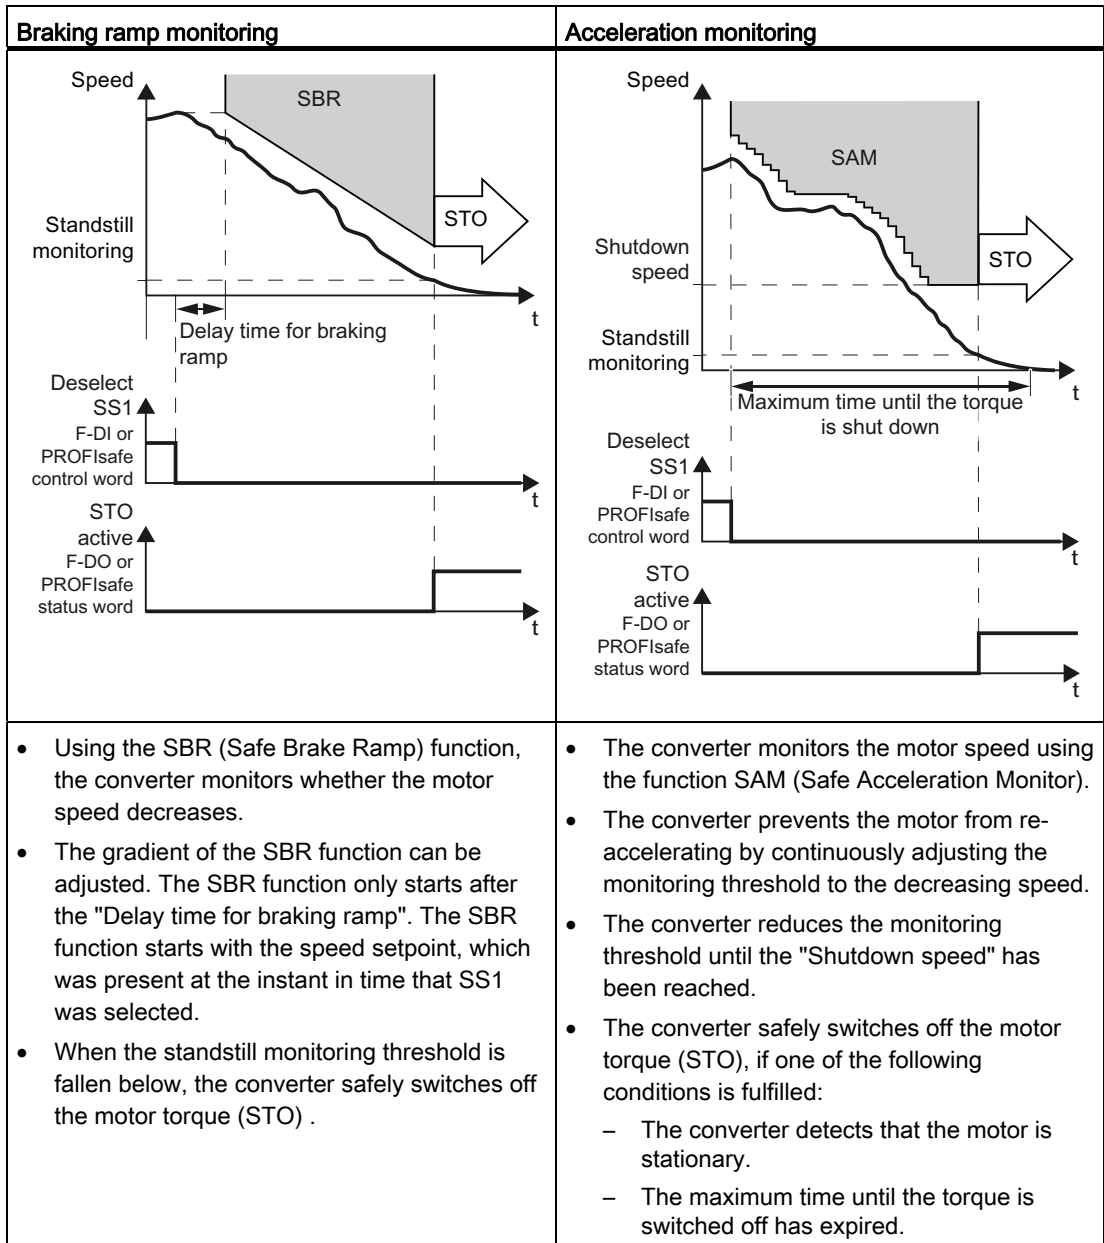 Braking ramp monitoring
Speed
SBR
STO
Standstill
monitoring
t
Delay time for braking
ramp
Deselect
SS1
F-DI or
PROFIsafe
control word
t
STO
active
F-DO or
PROFIsafe
status word
t
Acceleration monitoring
Speed
SAM
Shutdown
speed
STO
Standstill
monitoring
t
Maximum time until the torque
is shut down
Deselect
SS1
F-DI or
PROFIsafe
control word
t
STO
active
F-DO or
PROFIsafe
status word
t
• Using the SBR (Safe Brake Ramp) function,
the converter monitors whether the motor
speed decreases.
• The gradient of the SBR function can be
adjusted. The SBR function only starts after
the "Delay time for braking ramp". The SBR
function starts with the speed setpoint, which
was present at the instant in time that SS1
was selected.
• When the standstill monitoring threshold is
fallen below, the converter safely switches off
the motor torque (STO) .
• The converter monitors the motor speed using
the function SAM (Safe Acceleration Monitor).
• The converter prevents the motor from re-
accelerating by continuously adjusting the
monitoring threshold to the decreasing speed.
• The converter reduces the monitoring
threshold until the "Shutdown speed" has
been reached.
• The converter safely switches off the motor
torque (STO), if one of the following
conditions is fulfilled:
– The converter detects that the motor is
stationary.
– The maximum time until the torque is
switched off has expired.